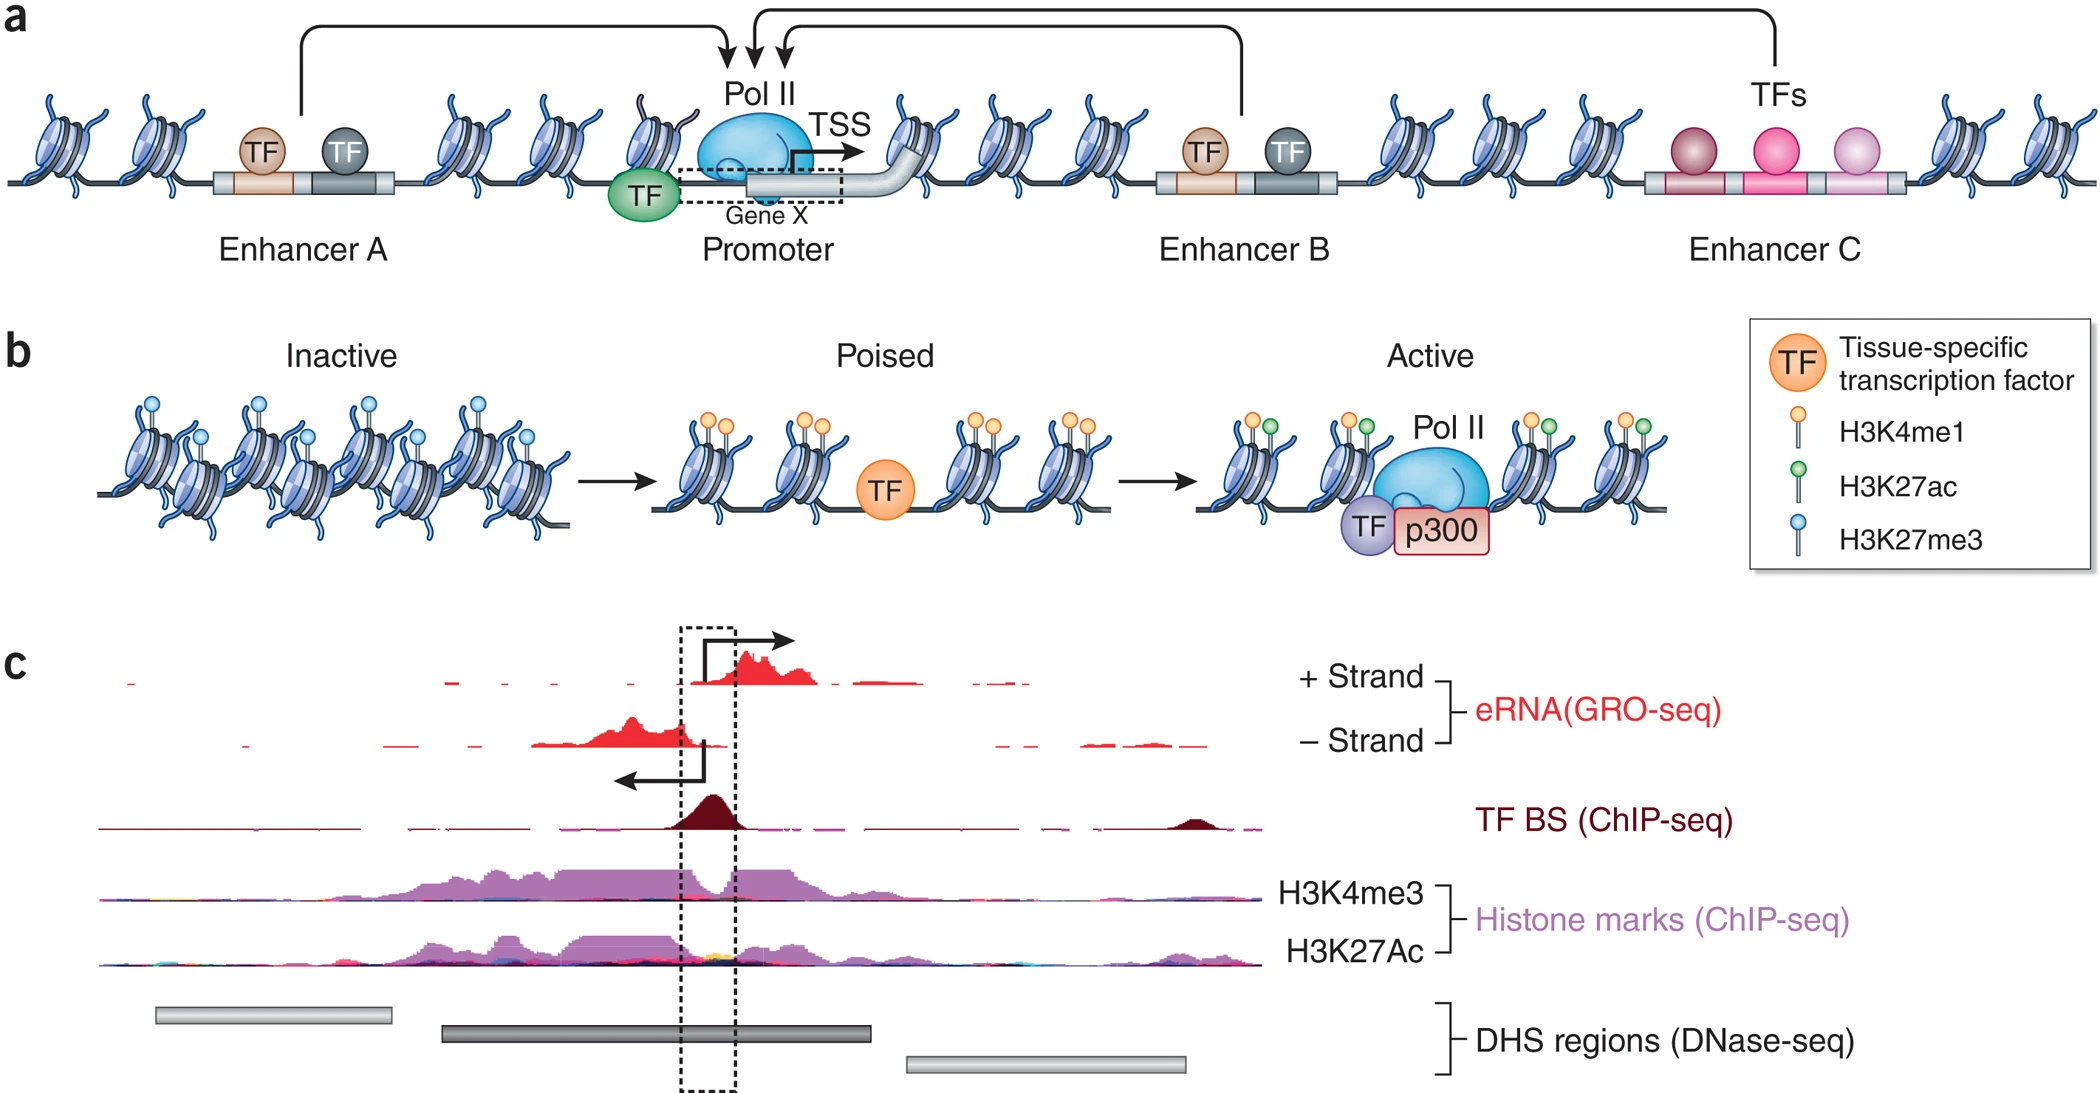 a
Pol II
TSS
TFs
TF TF
TF
TF TF
Gene X
Enhancer A
Promoter
Enhancer B
Enhancer C
b
Inactive
Poised
Active
TF
Pol II
TF
p300
TF
Tissue-specific
transcription factor
H3K4me1
H3K27ac
H3K27me3
c
+ Strand
– Strand
eRNA(GRO-seq)
TF BS (ChIP-seq)
H3K4me3
H3K27Ac
Histone marks (ChIP-seq)
DHS regions (DNase-seq)